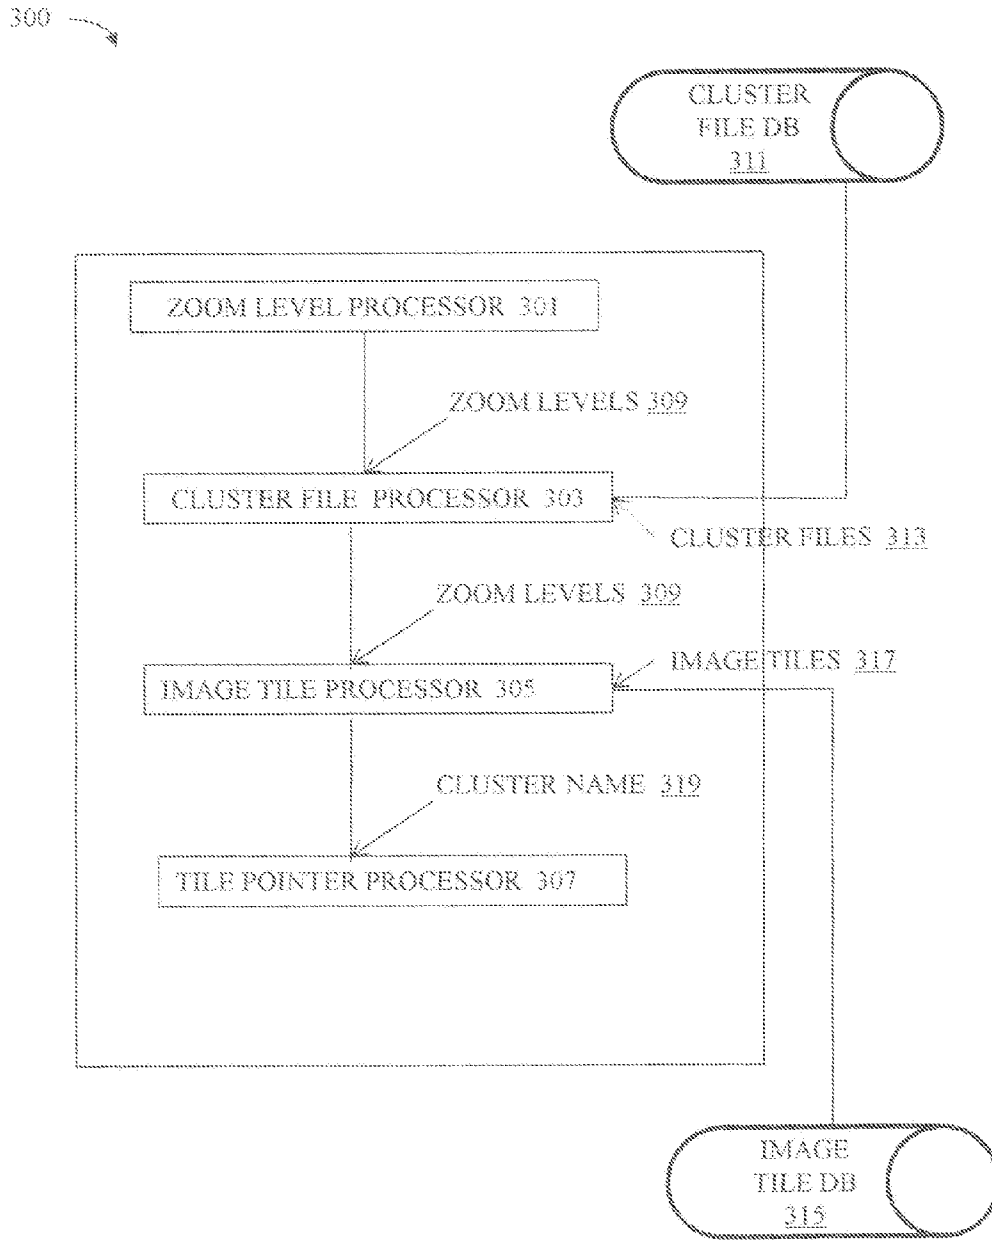 300
CLUSTER
FILE DB
311
ZOOM LEVEL PROCESSOR 301
ZOOM LEVELS 309
CLUSTER FILE PROCESSOR 303
CLUSTER FILES 313
ZOOM LEVELS 309
IMAGE TILES 317
IMAGE TILE PROCESSOR 305
CLUSTER NAME 319
TILE POINTER PROCESSOR 307
IMAGE
TILE DB
315